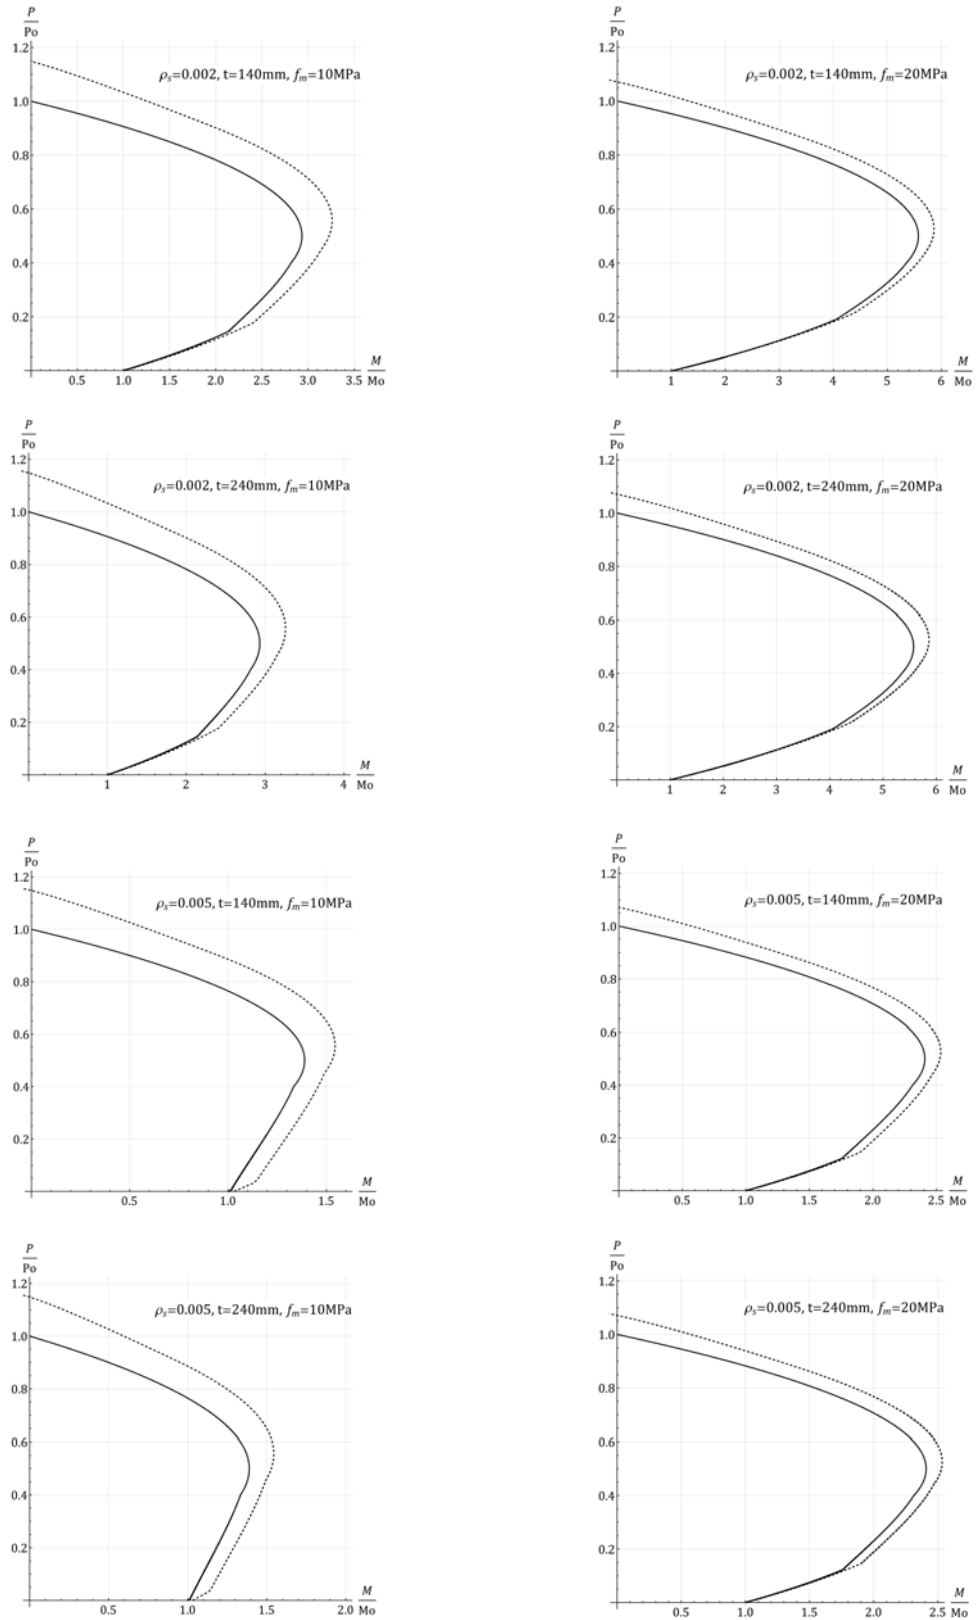 P
Po
1.2
1.0
0.8
0.6
0.4
0.2
ρs=0.002, t=140mm, fm=10MPa
0.5 1.0 1.5 2.0 2.5 3.0 3.5
M
Mo
P
Po
1.2
1.0
0.8
0.6
0.4
0.2
ρs=0.002, t=140mm, fm=20MPa
1 2 3 4 5 6
M
Mo
P
Po
1.2
1.0
0.8
0.6
0.4
0.2
ρs=0.002, t=240mm, fm=10MPa
1 2 3 4
M
Mo
P
Po
1.2
1.0
0.8
0.6
0.4
0.2
ρs=0.002, t=240mm, fm=20MPa
1 2 3 4 5 6
M
Mo
P
Po
1.2
1.0
0.8
0.6
0.4
0.2
ρs=0.005, t=140mm, fm=10MPa
0.5 1.0 1.5
M
Mo
P
Po
1.2
1.0
0.8
0.6
0.4
0.2
ρs=0.005, t=140mm, fm=20MPa
0.5 1.0 1.5 2.0 2.5
M
Mo
P
Po
1.2
1.0
0.8
0.6
0.4
0.2
ρs=0.005, t=240mm, fm=10MPa
0.5 1.0 1.5 2.0
M
Mo
P
Po
1.2
1.0
0.8
0.6
0.4
0.2
ρs=0.005, t=240mm, fm=20MPa
0.5 1.0 1.5 2.0 2.5
M
Mo